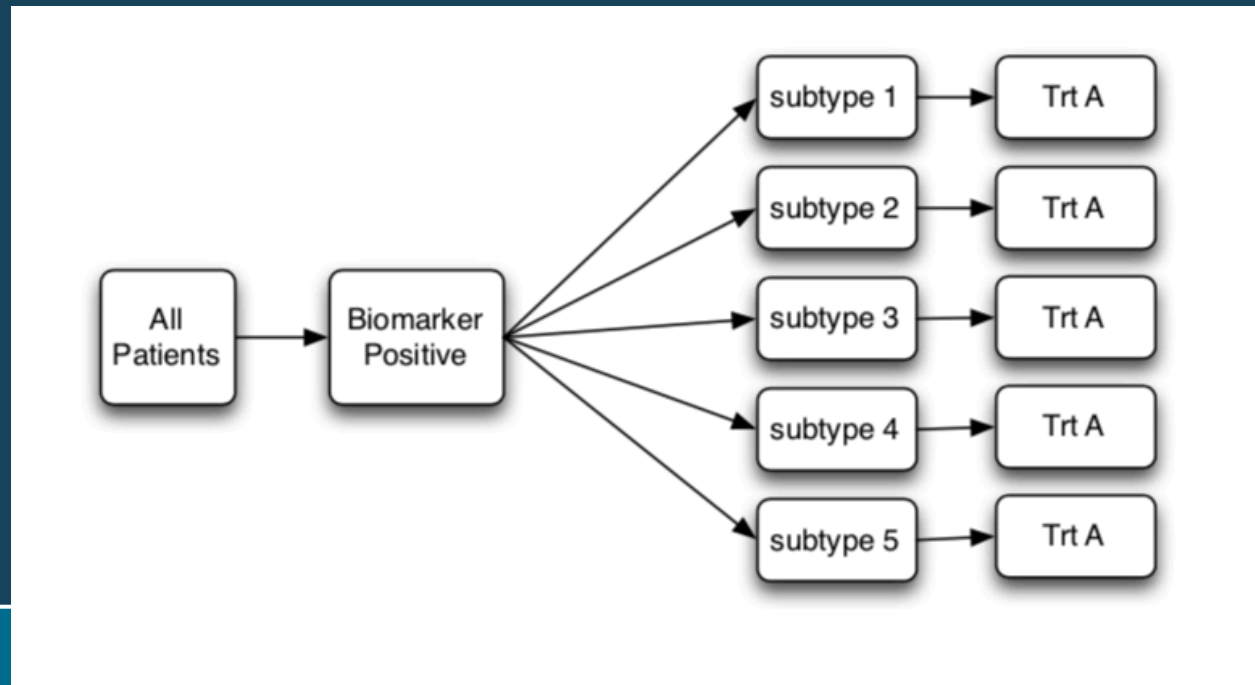 All
Patients
Biomarker
Positive
subtype 1
Trt A
subtype 2
Trt A
subtype 3
Trt A
subtype 4
Trt A
subtype 5
Trt A